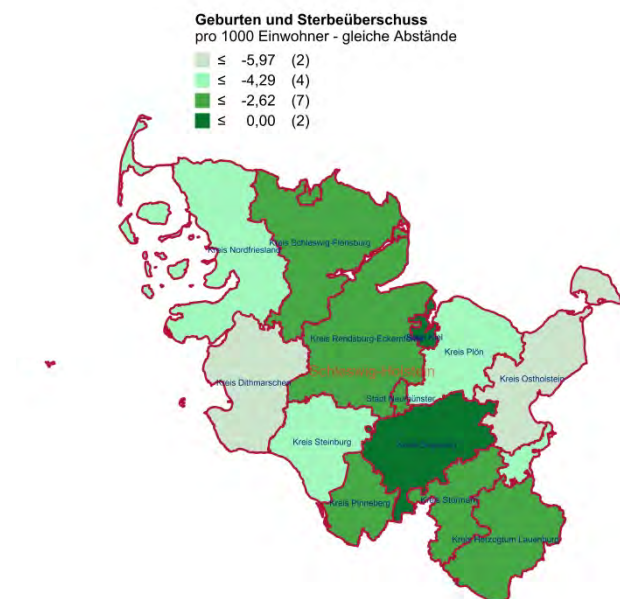 Geburten und Sterbeüberschuss
pro 1000 Einwohner - gleiche Abstände
≤ -5,97 (2)
≤ -4,29 (4)
≤ -2,62 (7)
≤ 0,00 (2)
Kreis Nordfriesland
Kreis Schleswig-Flensburg
Kreis Rendsburg-Eckernförde
Stadt Kiel
Kreis Plön
Schleswig-Holstein
Kreis Dithmarschen
Kreis Ostholstein
Stadt Neumünster
Kreis Steinburg
Kreis Pinneberg
Kreis Stormarn
Kreis Herzogtum Lauenburg